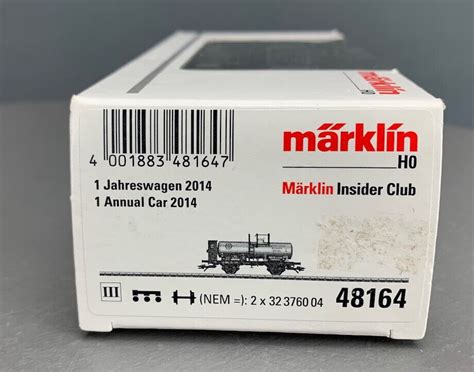 märklin
H0
4 001883 481647
1 Jahreswagen 2014
1 Annual Car 2014
Märklin Insider Club
III (NEM =): 2 x 32 3760 04 48164